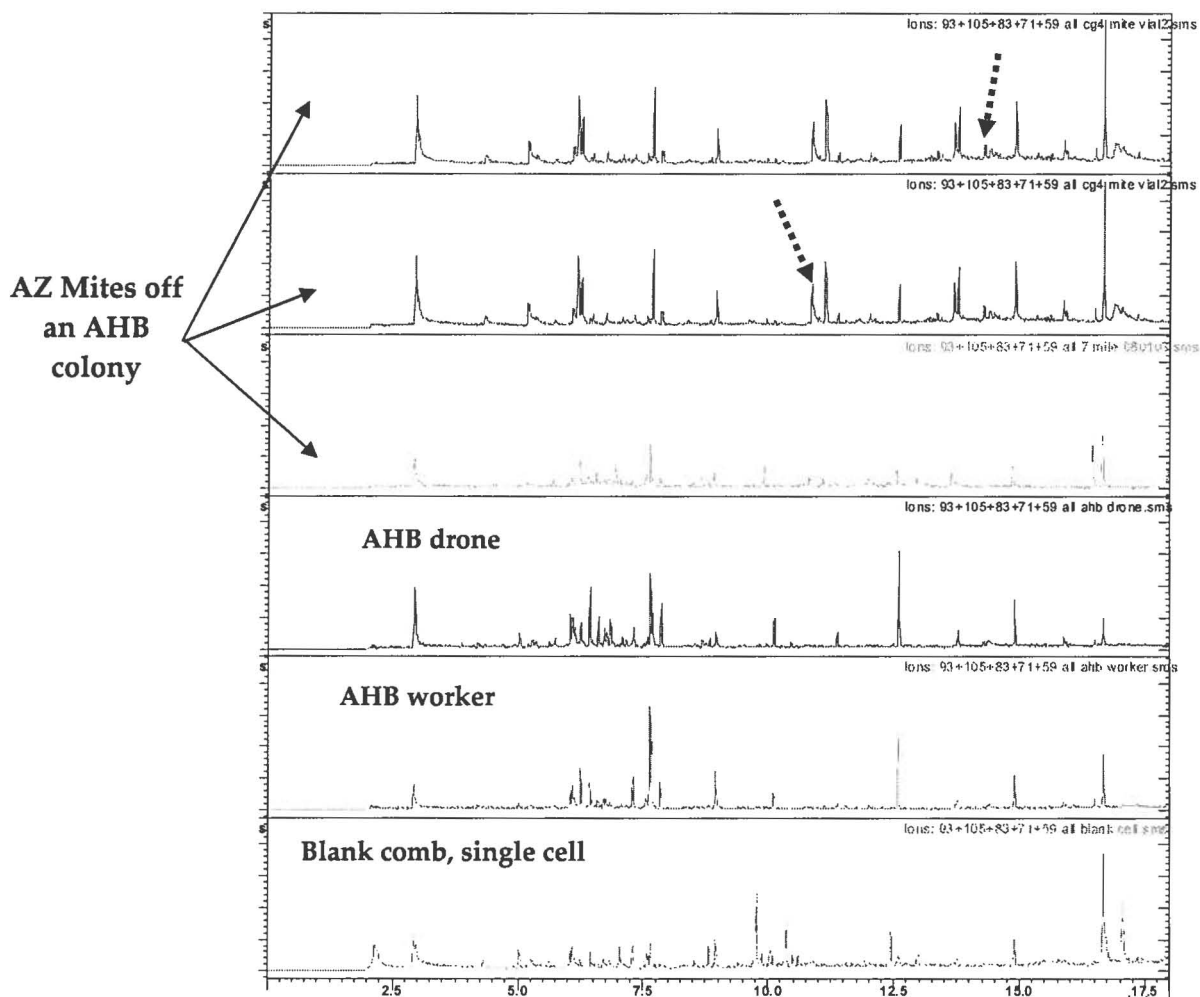 Ions: 93+105+83+71+59 all cg4 mite vial2.sms
Ions: 93+105+83+71+59 all cg4 mite vial2.sms
AZ Mites off
an AHB
colony
Ions: 93+105+83+71+59 all 7 mile
Ions: 93+105+83+71+59 all ahb drone.sms
AHB drone
Ions: 93+105+83+71+59 all ahb worker.sms
AHB worker
Ions: 93+105+83+71+59 all blank cell.sms
Blank comb, single cell
2.5 5.0 7.5 10.0 12.5 15.0 17.5